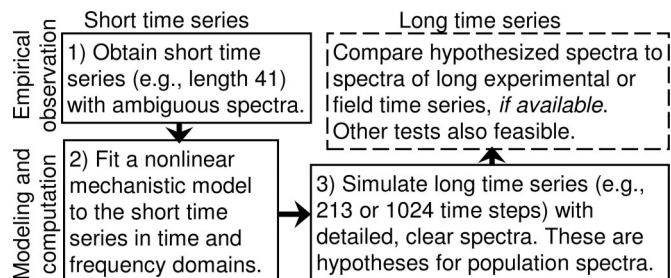 Short time series
Long time series
Empirical
observation
1) Obtain short time
series (e.g., length 41)
with ambiguous spectra.
Compare hypothesized spectra to
spectra of long experimental or
field time series, if available.
Other tests also feasible.
Modeling and
computation
2) Fit a nonlinear
mechanistic model
to the short time
series in time and
frequency domains.
3) Simulate long time series (e.g.,
213 or 1024 time steps) with
detailed, clear spectra. These are
hypotheses for population spectra.